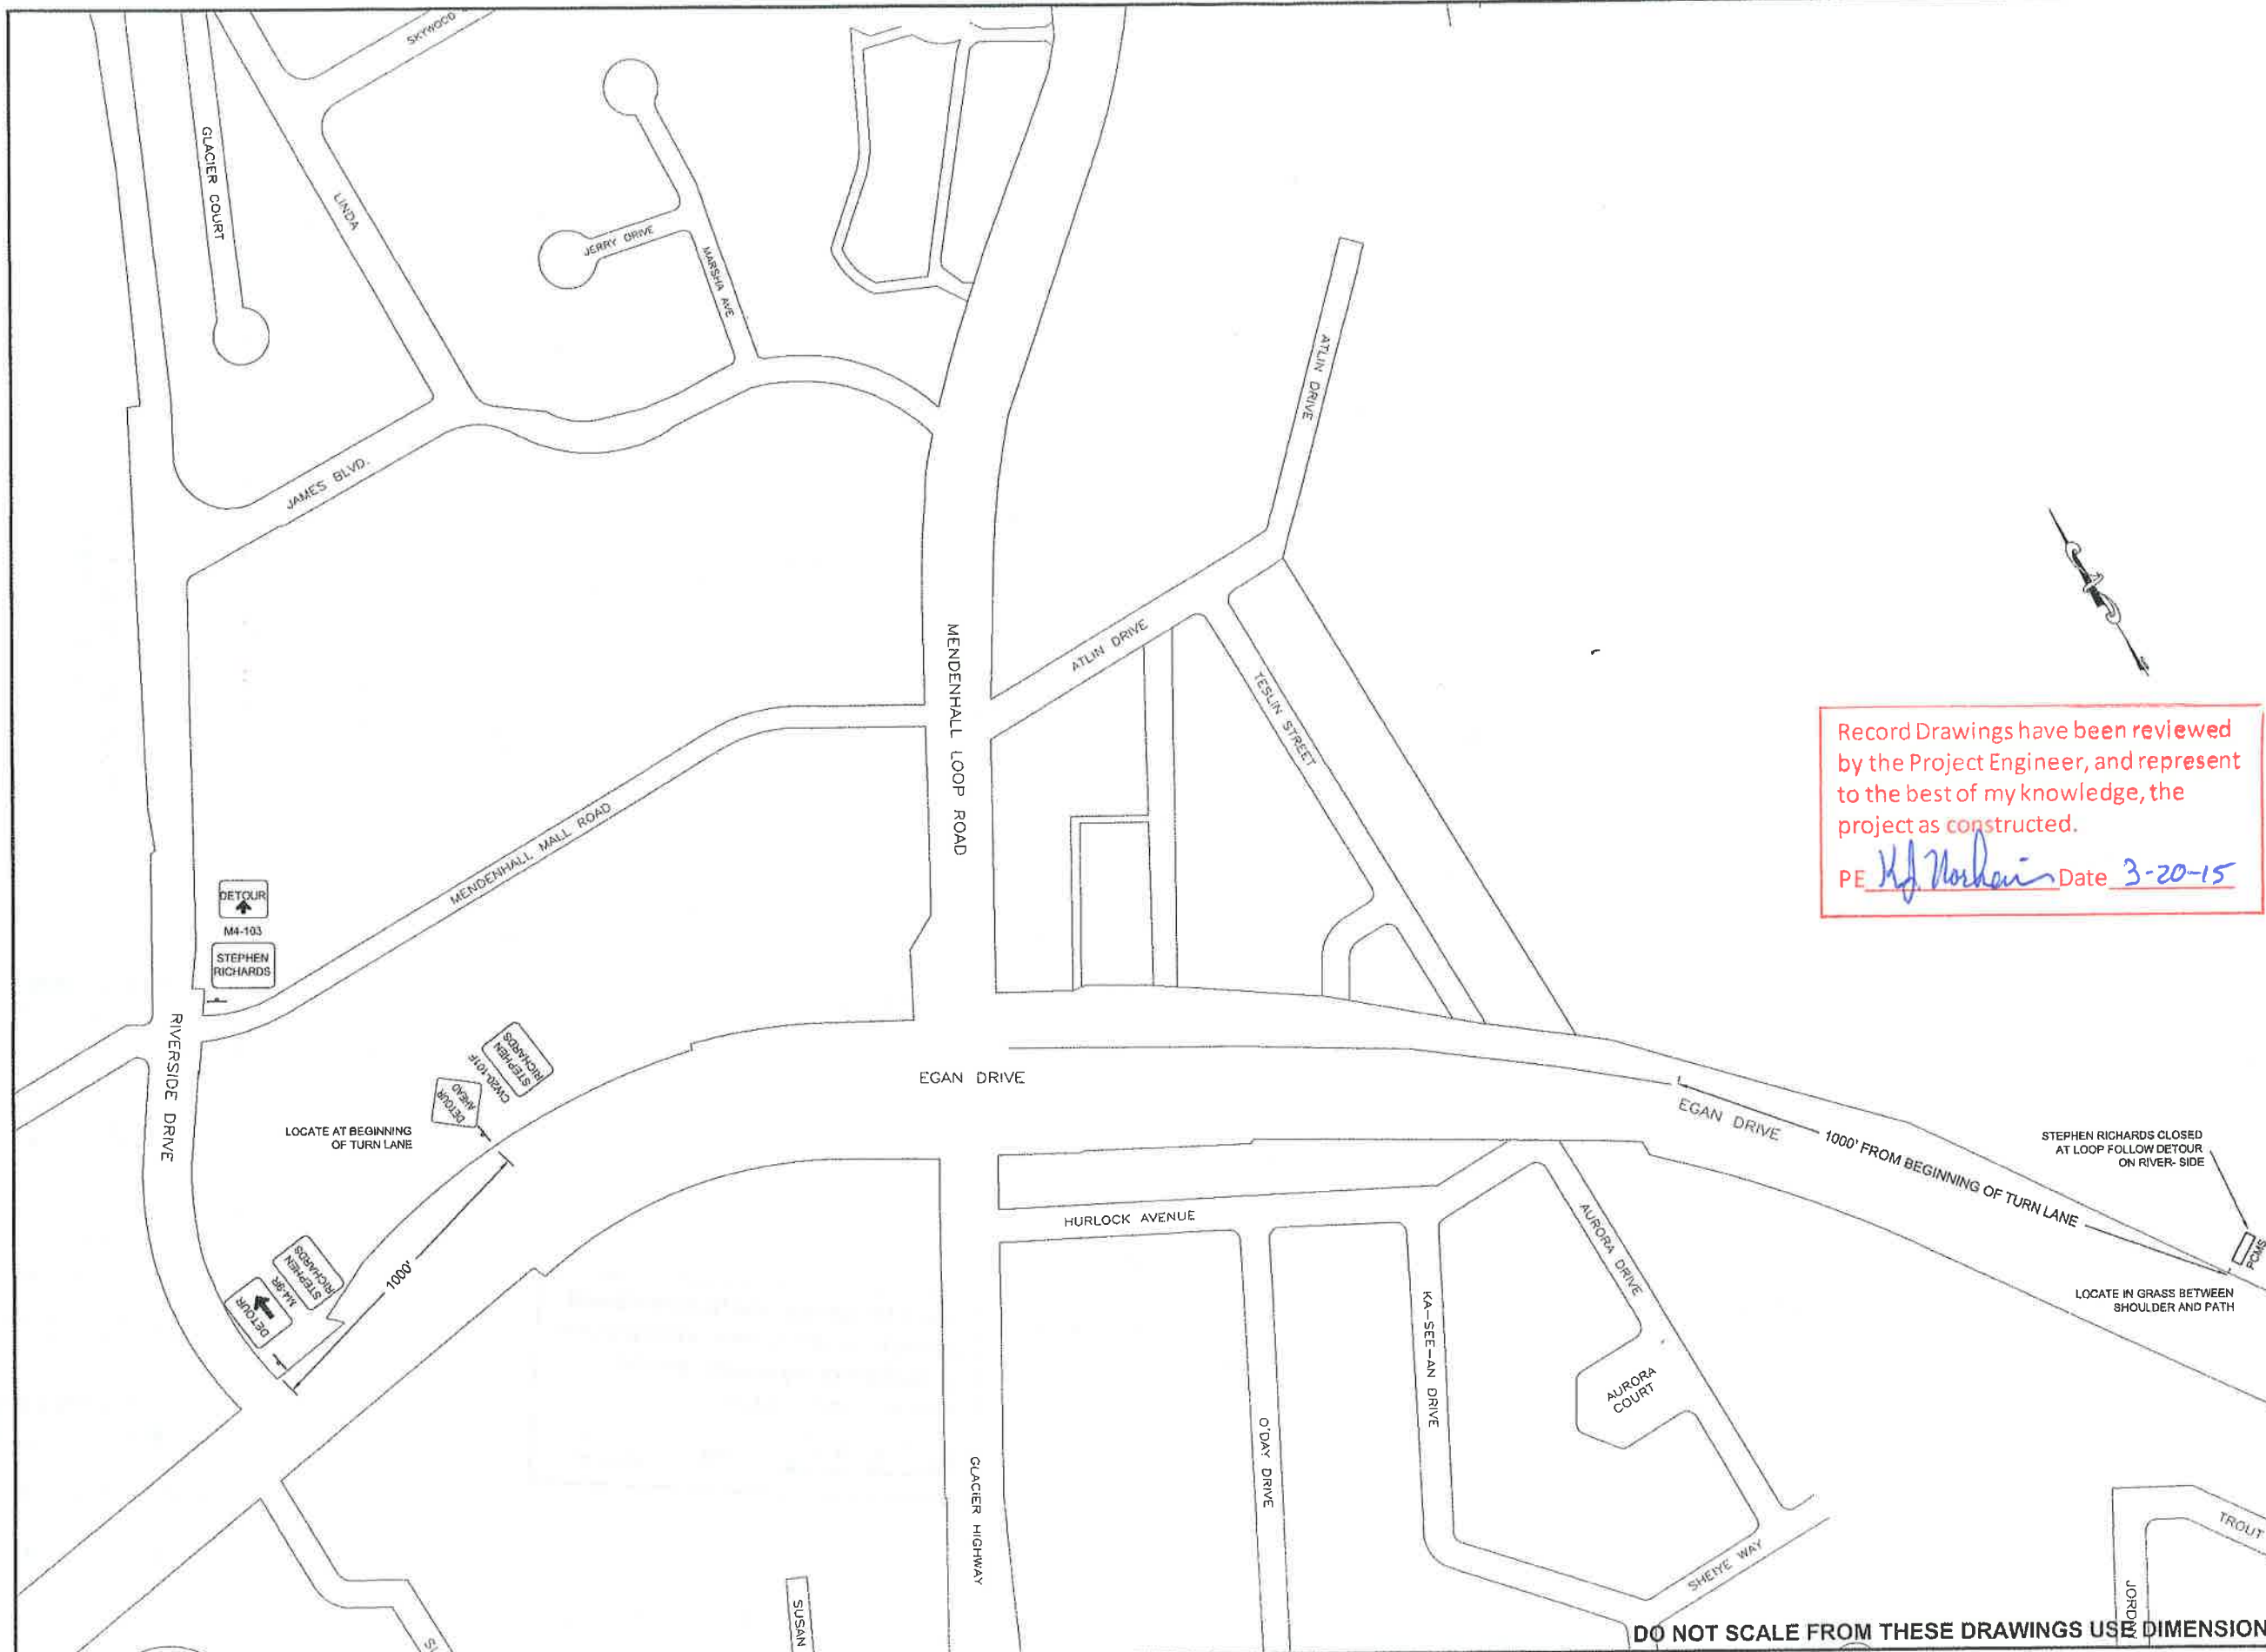 SKYWOOD
GLACIER COURT
LINDA
JERRY DRIVE
MARSHA AVE
ATLIN DRIVE
JAMES BLVD.
MENDENHALL LOOP ROAD
ATLIN DRIVE
TESLIN STREET
Record Drawings have been reviewed
by the Project Engineer, and represent
to the best of my knowledge, the
project as constructed.
PE Date 3-20-15
MENDENHALL MALL ROAD
DETOUR
M4-103
STEPHEN
RICHARDS
RIVERSIDE DRIVE
STEPHEN
RICHARDS
CW20-101F
DETOUR
AHEAD
LOCATE AT BEGINNING
OF TURN LANE
EGAN DRIVE
EGAN DRIVE
1000' FROM BEGINNING OF TURN LANE
STEPHEN RICHARDS CLOSED
AT LOOP FOLLOW DETOUR
ON RIVER- SIDE
PCMS
LOCATE IN GRASS BETWEEN
SHOULDER AND PATH
HURLOCK AVENUE
AURORA DRIVE
STEPHEN
RICHARDS
M4-9R
DETOUR
1000'
KA-SEE-AN DRIVE
AURORA
COURT
O'DAY DRIVE
GLACIER HIGHWAY
SHEIYE WAY
TROUT
JORDAN
SUSAN
DO NOT SCALE FROM THESE DRAWINGS USE DIMENSION